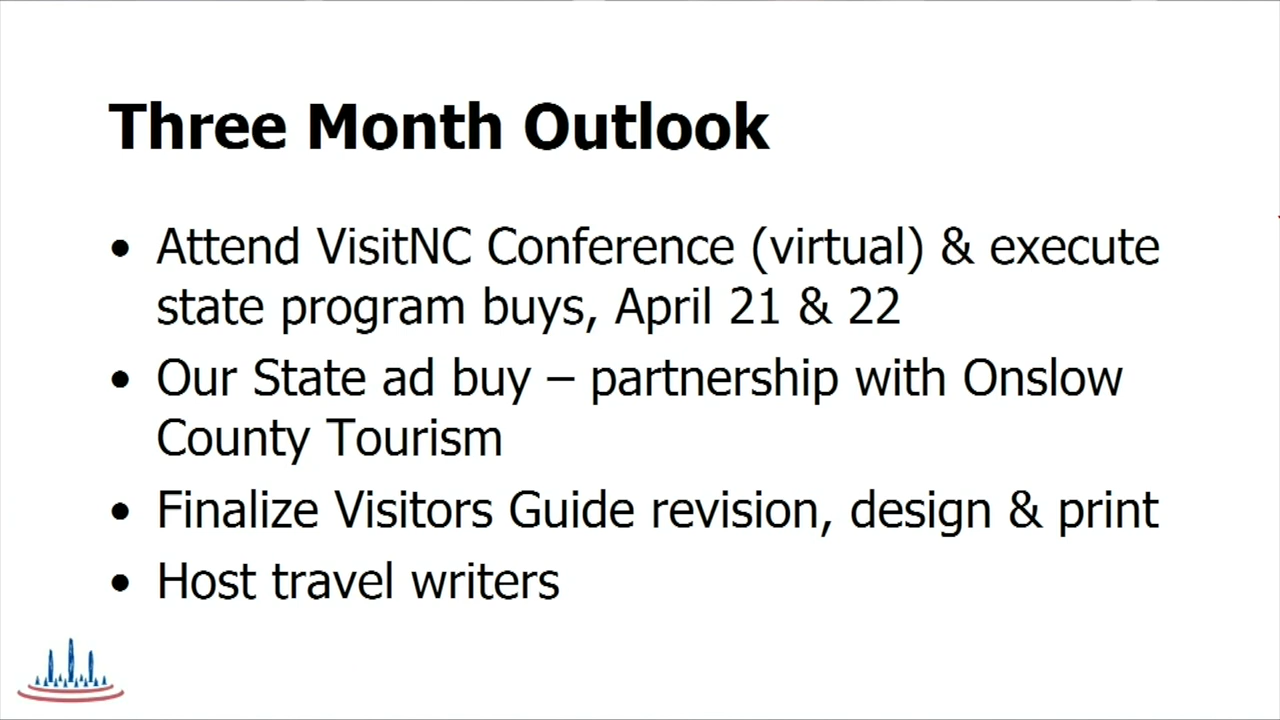 Three Month Outlook
• Attend VisitNC Conference (virtual) & execute
state program buys, April 21 & 22
• Our State ad buy – partnership with Onslow
County Tourism
• Finalize Visitors Guide revision, design & print
• Host travel writers